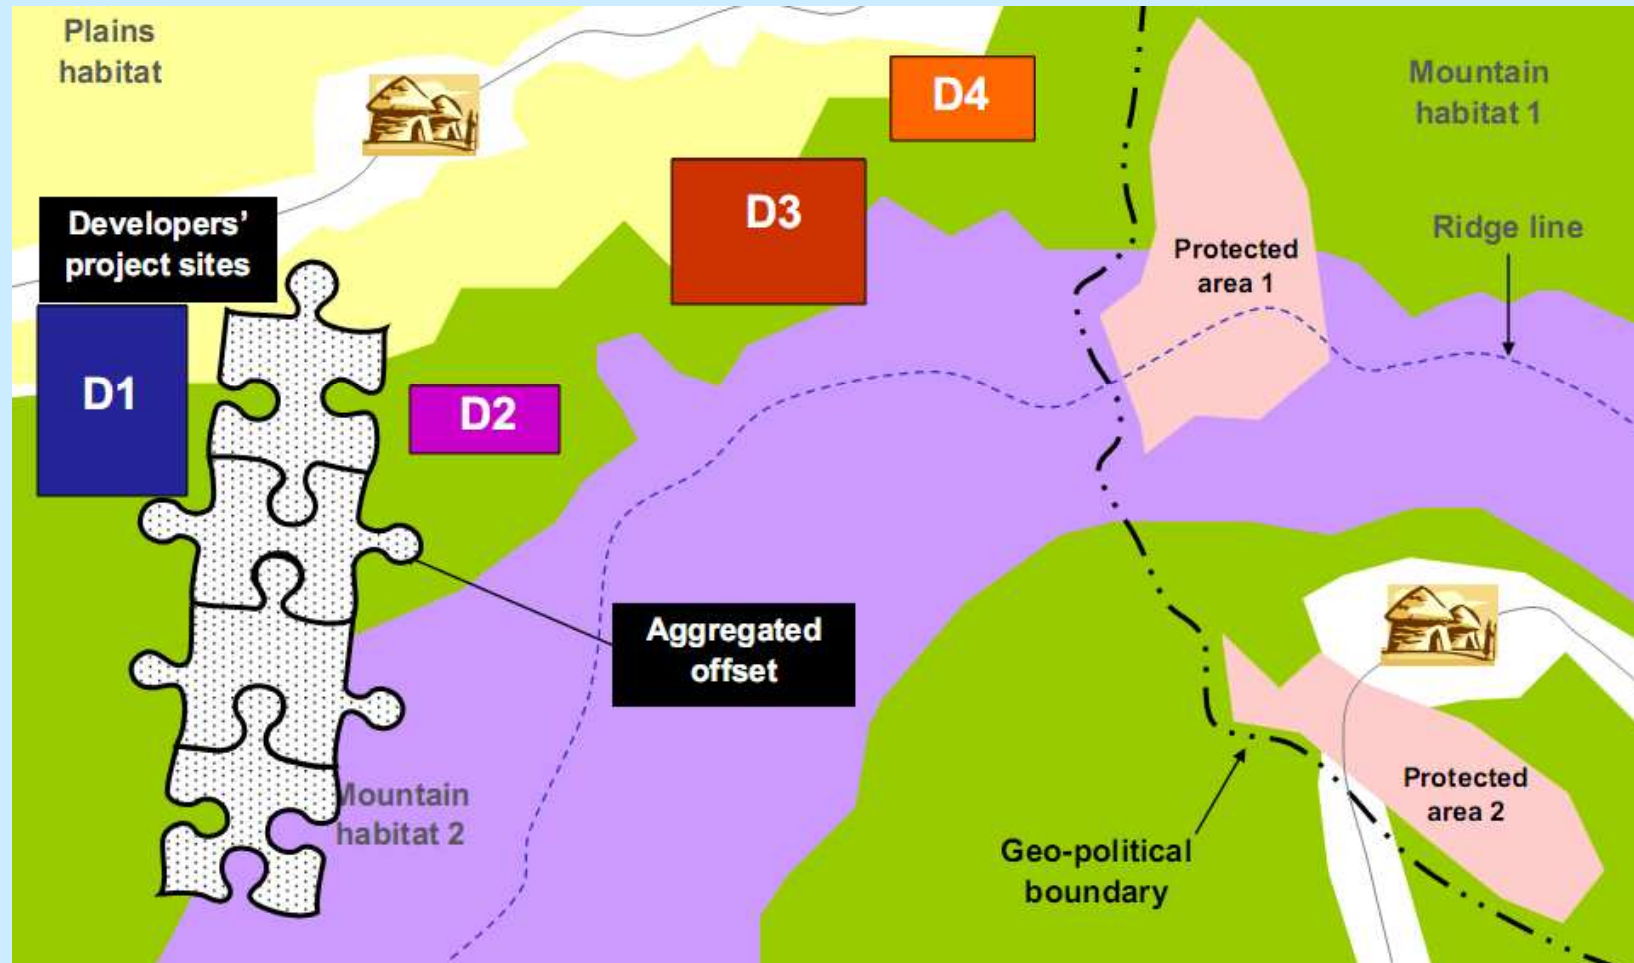 Plains
habitat
D4
Mountain
habitat 1
Developers'
project sites
D3
Ridge line
Protected
area 1
D1
D2
Aggregated
offset
Mountain
habitat 2
Protected
area 2
Geo-political
boundary